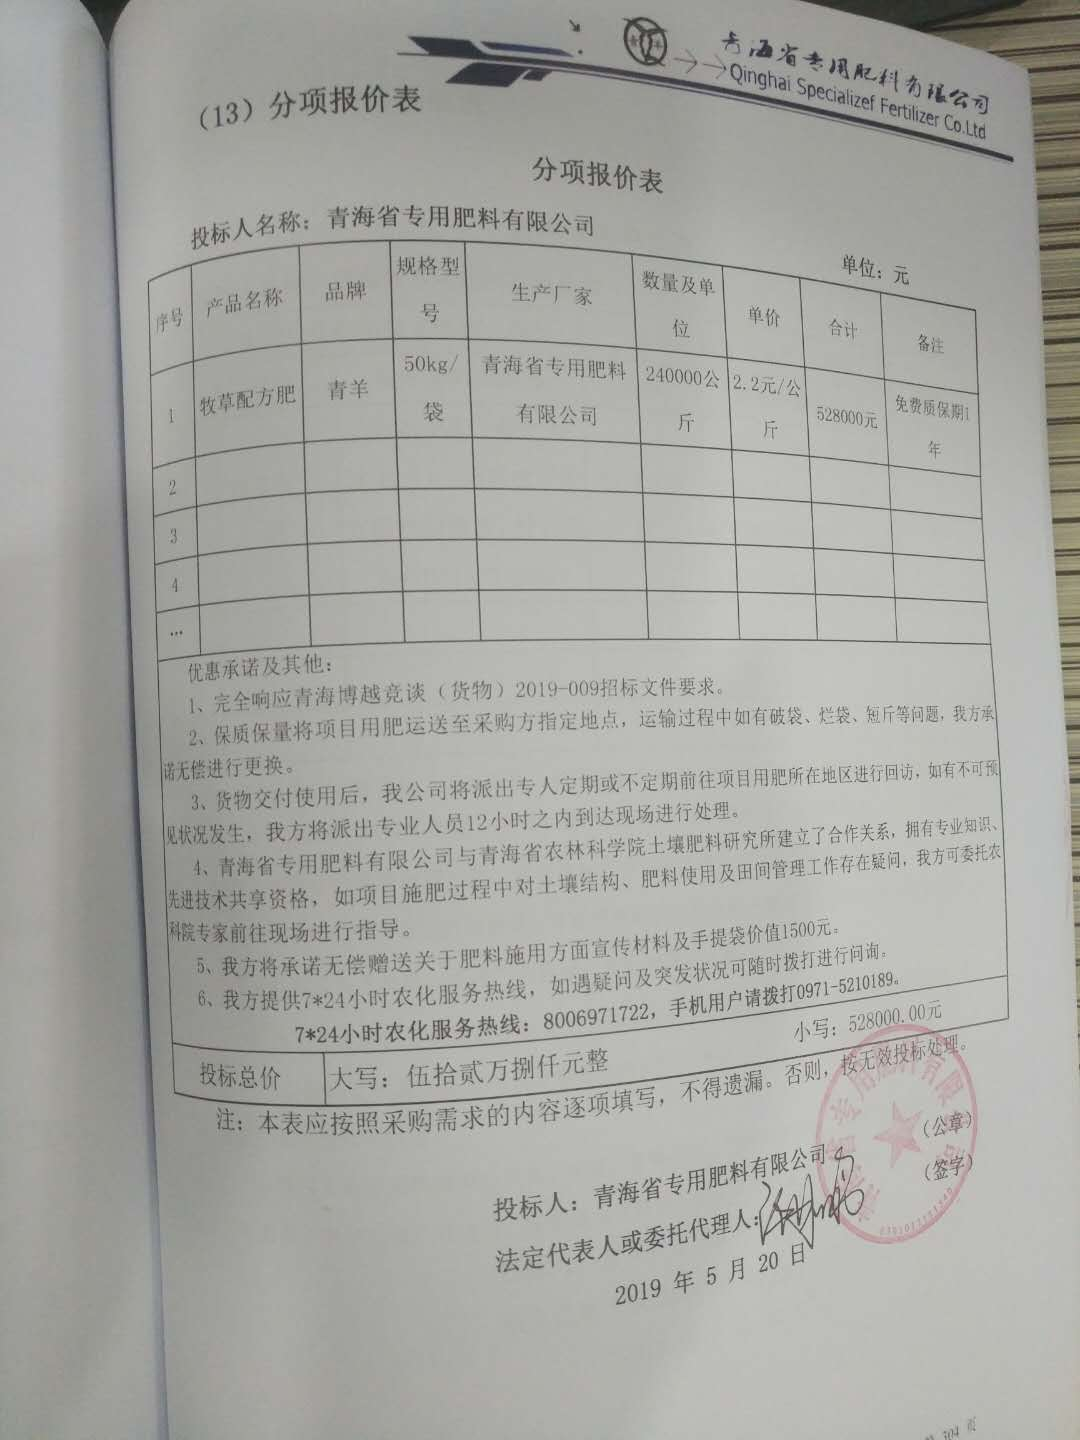 青海省专用肥料有限公司
Qinghai Specializef Fertilizer Co.Ltd
（13）分项报价表
分项报价表
投标人名称：青海省专用肥料有限公司
单位：元
序号 产品名称 品牌 规格型号 生产厂家 数量及单位 单价 合计 备注
1 牧草配方肥 青羊 50kg/袋 青海省专用肥料有限公司 240000公斤 2.2元/公斤 528000元 免费质保期1年
2
3
4
…
优惠承诺及其他：
1、完全响应青海博越竞谈（货物）2019-009招标文件要求。
2、保质保量将项目用肥运送至采购方指定地点，运输过程中如有破袋、烂袋、短斤等问题，我方承
诺无偿进行更换。
3、货物交付使用后，我公司将派出专人定期或不定期前往项目用肥所在地区进行回访，如有不可预
见状况发生，我方将派出专业人员12小时之内到达现场进行处理。
4、青海省专用肥料有限公司与青海省农林科学院土壤肥料研究所建立了合作关系，拥有专业知识、
先进技术共享资格，如项目施肥过程中对土壤结构、肥料使用及田间管理工作存在疑问，我方可委托农
科院专家前往现场进行指导。
5、我方将承诺无偿赠送关于肥料施用方面宣传材料及手提袋价值1500元。
6、我方提供7*24小时农化服务热线，如遇疑问及突发状况可随时拨打进行问询。
7*24小时农化服务热线：8006971722，手机用户请拨打0971-5210189。
投标总价 大写：伍拾贰万捌仟元整 小写：528000.00元
注：本表应按照采购需求的内容逐项填写，不得遗漏。否则，按无效投标处理。
投标人：青海省专用肥料有限公司 （公章）
法定代表人或委托代理人： （签字）
2019 年 5 月 20 日
304 页